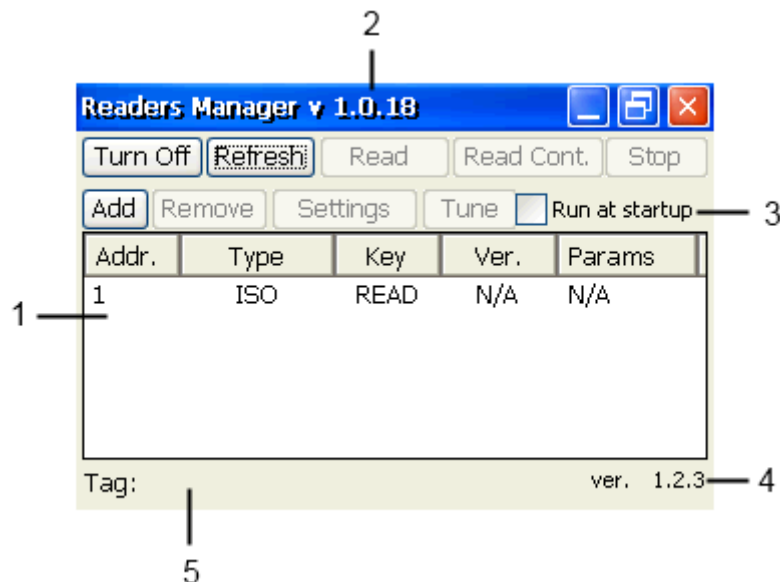 2
Readers Manager v 1.0.18
Turn Off Refresh Read Read Cont. Stop
Add Remove Settings Tune Run at startup 3
Addr. Type Key Ver. Params
1 ISO READ N/A N/A
1
Tag: ver. 1.2.3 4
5